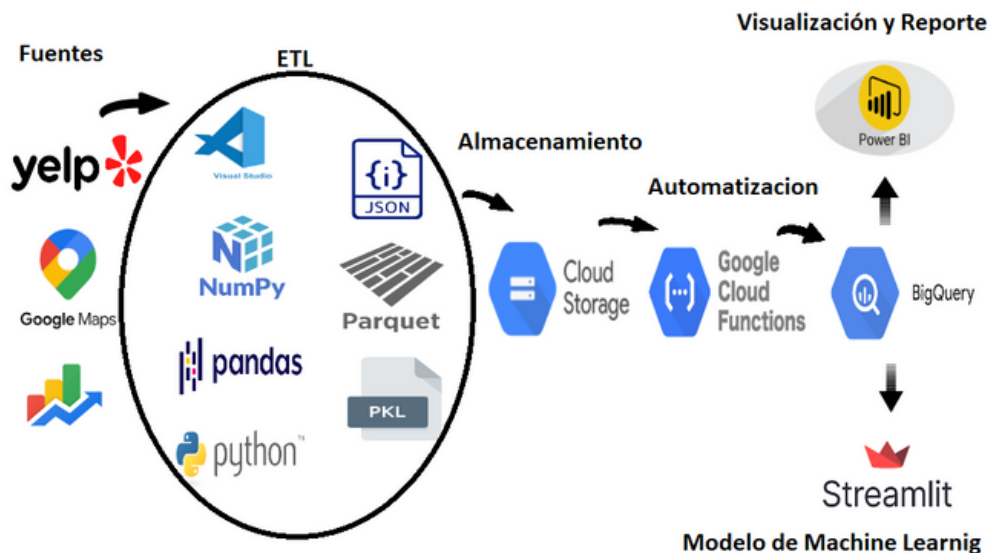 Visualización y Reporte
Fuentes
ETL
Power BI
yelp
Visual Studio
{i}
JSON
Almacenamiento
Automatizacion
NumPy
Parquet
Google Maps
Cloud
Storage
Google
Cloud
Functions
BigQuery
pandas
PKL
python™
Streamlit
Modelo de Machine Learnig